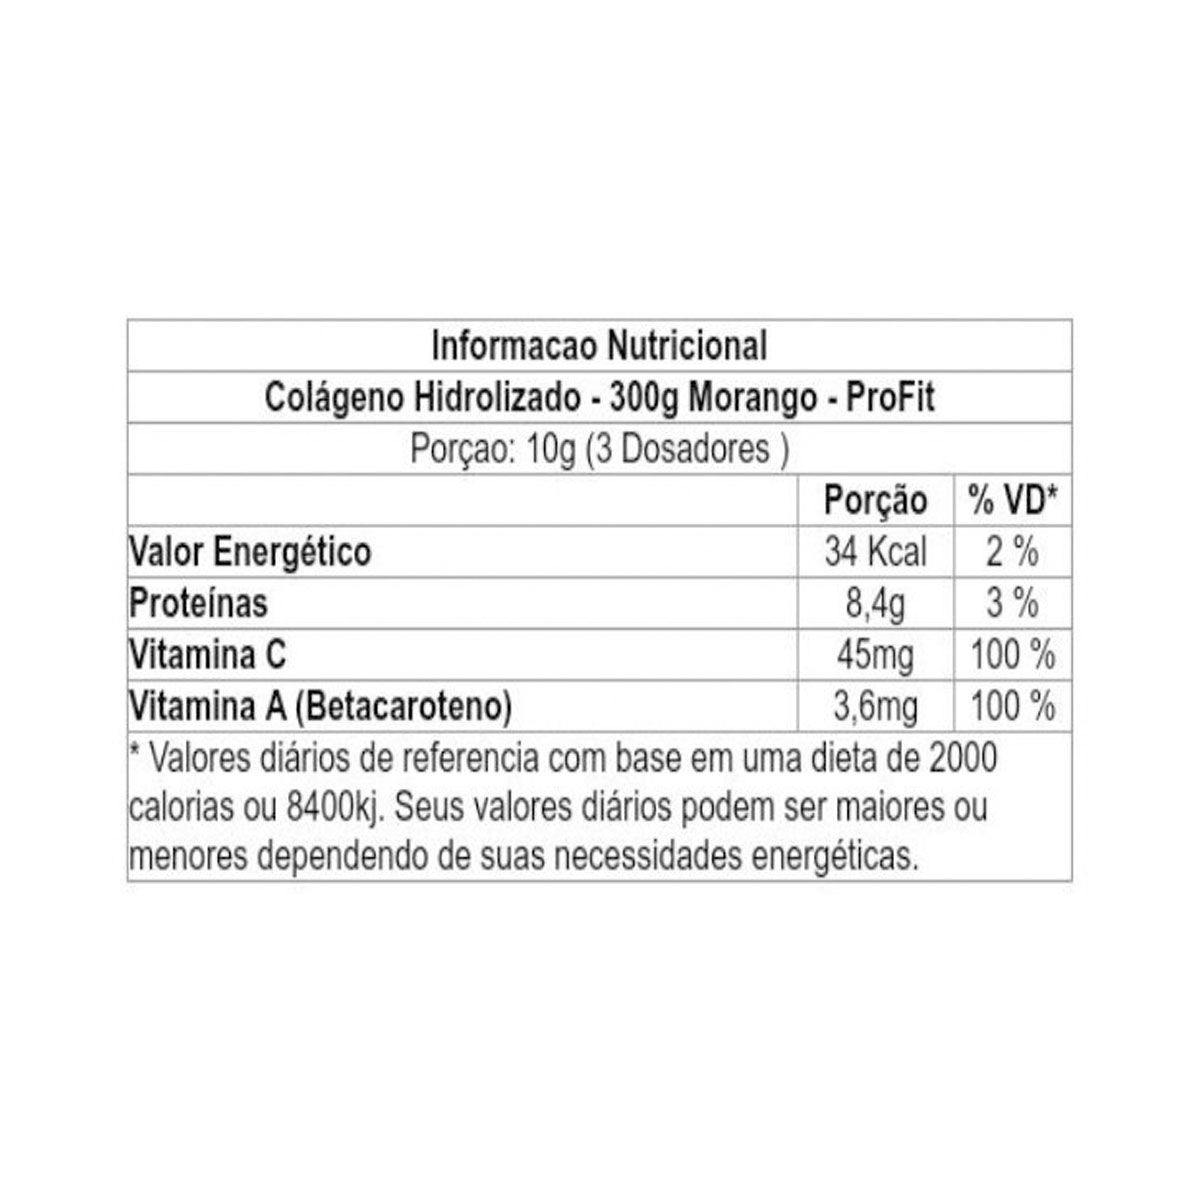 Informacao Nutricional
Colágeno Hidrolizado - 300g Morango - ProFit
Porçao: 10g (3 Dosadores )
Porção % VD*
Valor Energético 34 Kcal 2 %
Proteínas 8,4g 3 %
Vitamina C 45mg 100 %
Vitamina A (Betacaroteno) 3,6mg 100 %
* Valores diários de referencia com base em uma dieta de 2000
calorias ou 8400kj. Seus valores diários podem ser maiores ou
menores dependendo de suas necessidades energéticas.